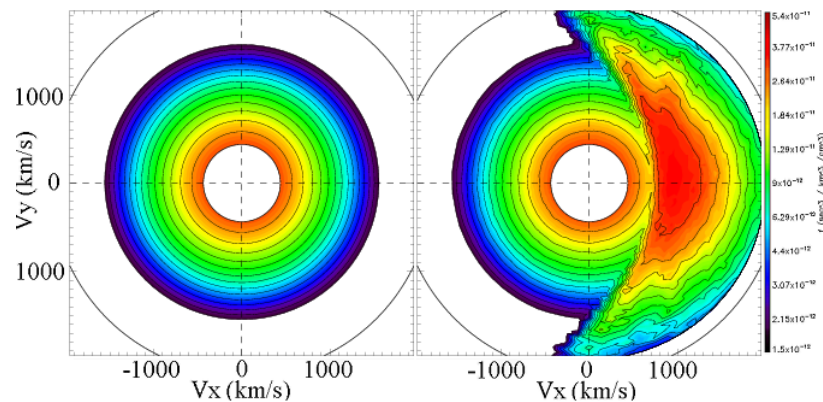 Vy (km/s)
1000
0
1000
-1000
0
1000
Vx (km/s)
-1000
0
1000
Vx (km/s)
5.4x10⁻¹¹
3.77x10⁻¹¹
2.64x10⁻¹¹
1.84x10⁻¹¹
1.29x10⁻¹¹
9x10⁻¹²
6.29x10⁻¹²
4.4x10⁻¹²
3.07x10⁻¹²
2.15x10⁻¹²
1.5x10⁻¹²